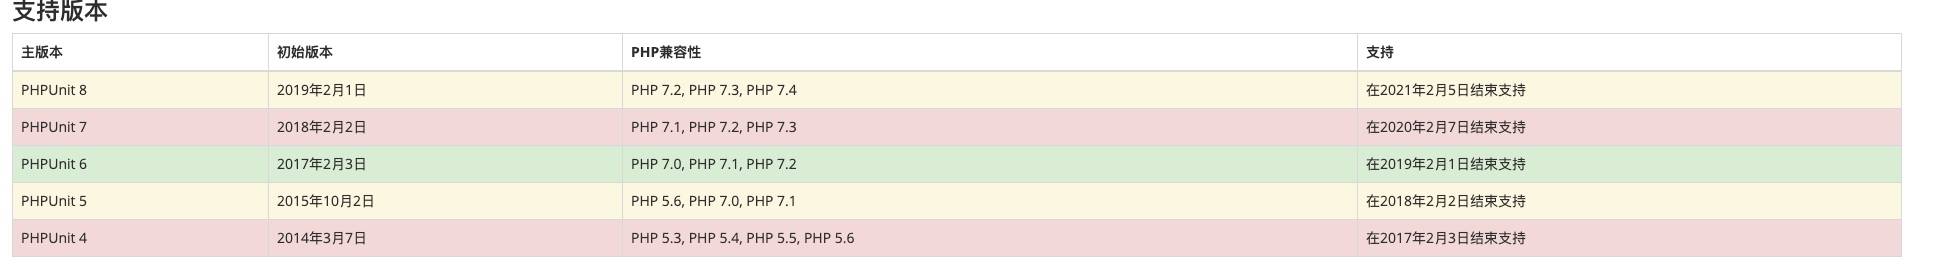 支持版本
主版本 初始版本 PHP兼容性 支持
PHPUnit 8 2019年2月1日 PHP 7.2, PHP 7.3, PHP 7.4 在2021年2月5日结束支持
PHPUnit 7 2018年2月2日 PHP 7.1, PHP 7.2, PHP 7.3 在2020年2月7日结束支持
PHPUnit 6 2017年2月3日 PHP 7.0, PHP 7.1, PHP 7.2 在2019年2月1日结束支持
PHPUnit 5 2015年10月2日 PHP 5.6, PHP 7.0, PHP 7.1 在2018年2月2日结束支持
PHPUnit 4 2014年3月7日 PHP 5.3, PHP 5.4, PHP 5.5, PHP 5.6 在2017年2月3日结束支持